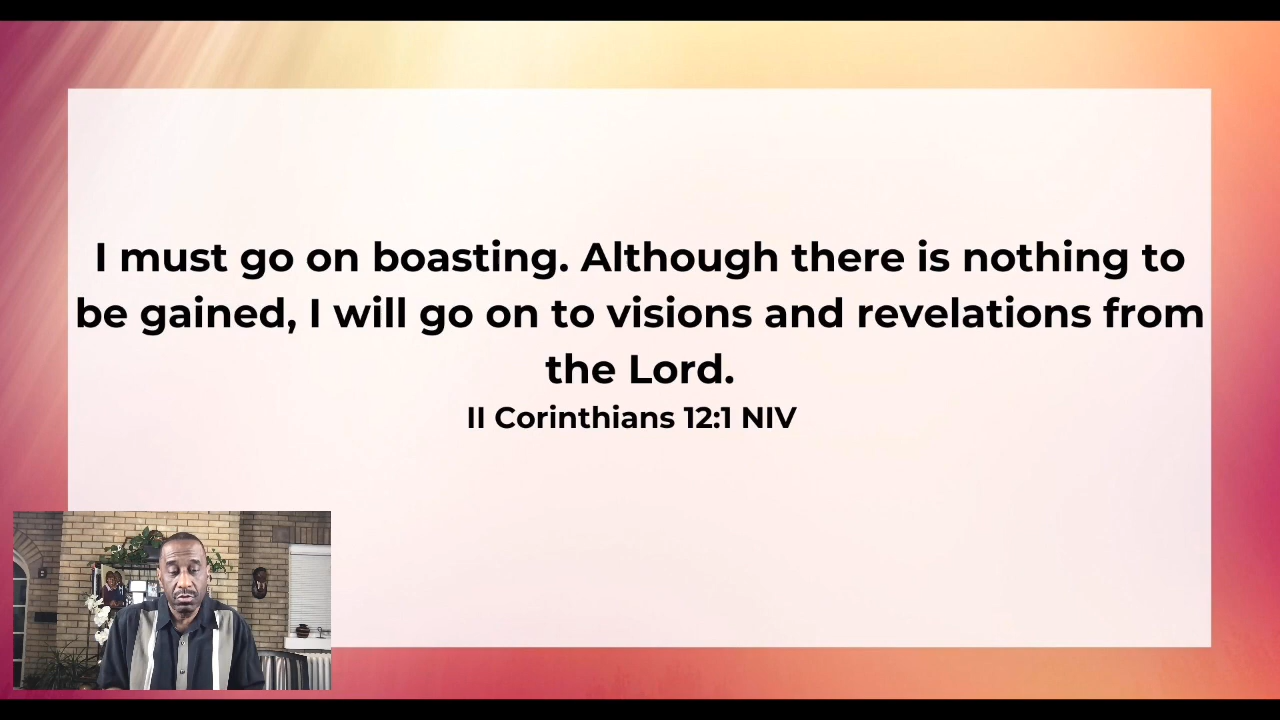 I must go on boasting. Although there is nothing to
be gained, I will go on to visions and revelations from
the Lord.
II Corinthians 12:1 NIV